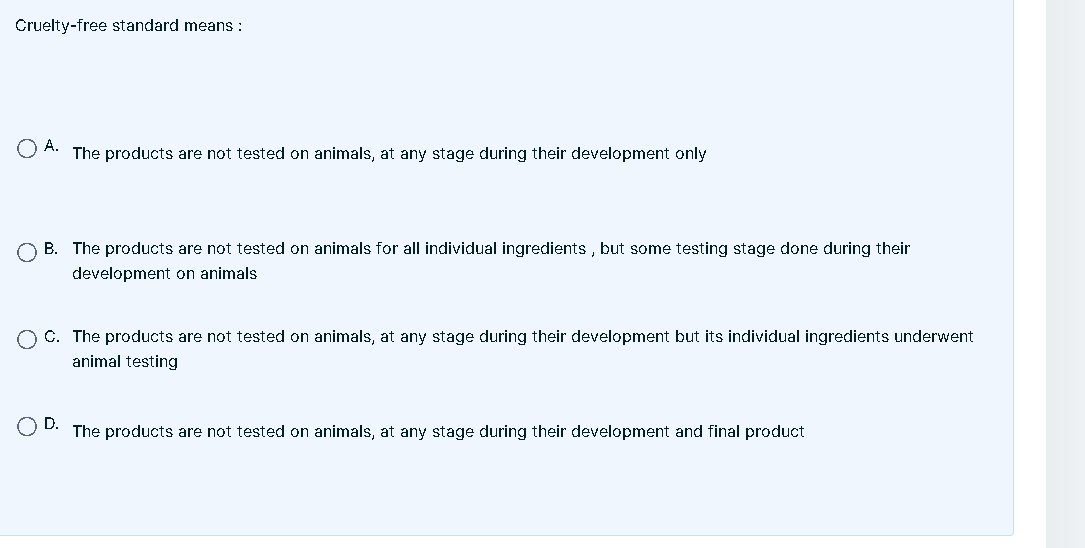 Cruelty-free standard means :
A. The products are not tested on animals, at any stage during their development only
B. The products are not tested on animals for all individual ingredients , but some testing stage done during their
development on animals
C. The products are not tested on animals, at any stage during their development but its individual ingredients underwent
animal testing
D. The products are not tested on animals, at any stage during their development and final product